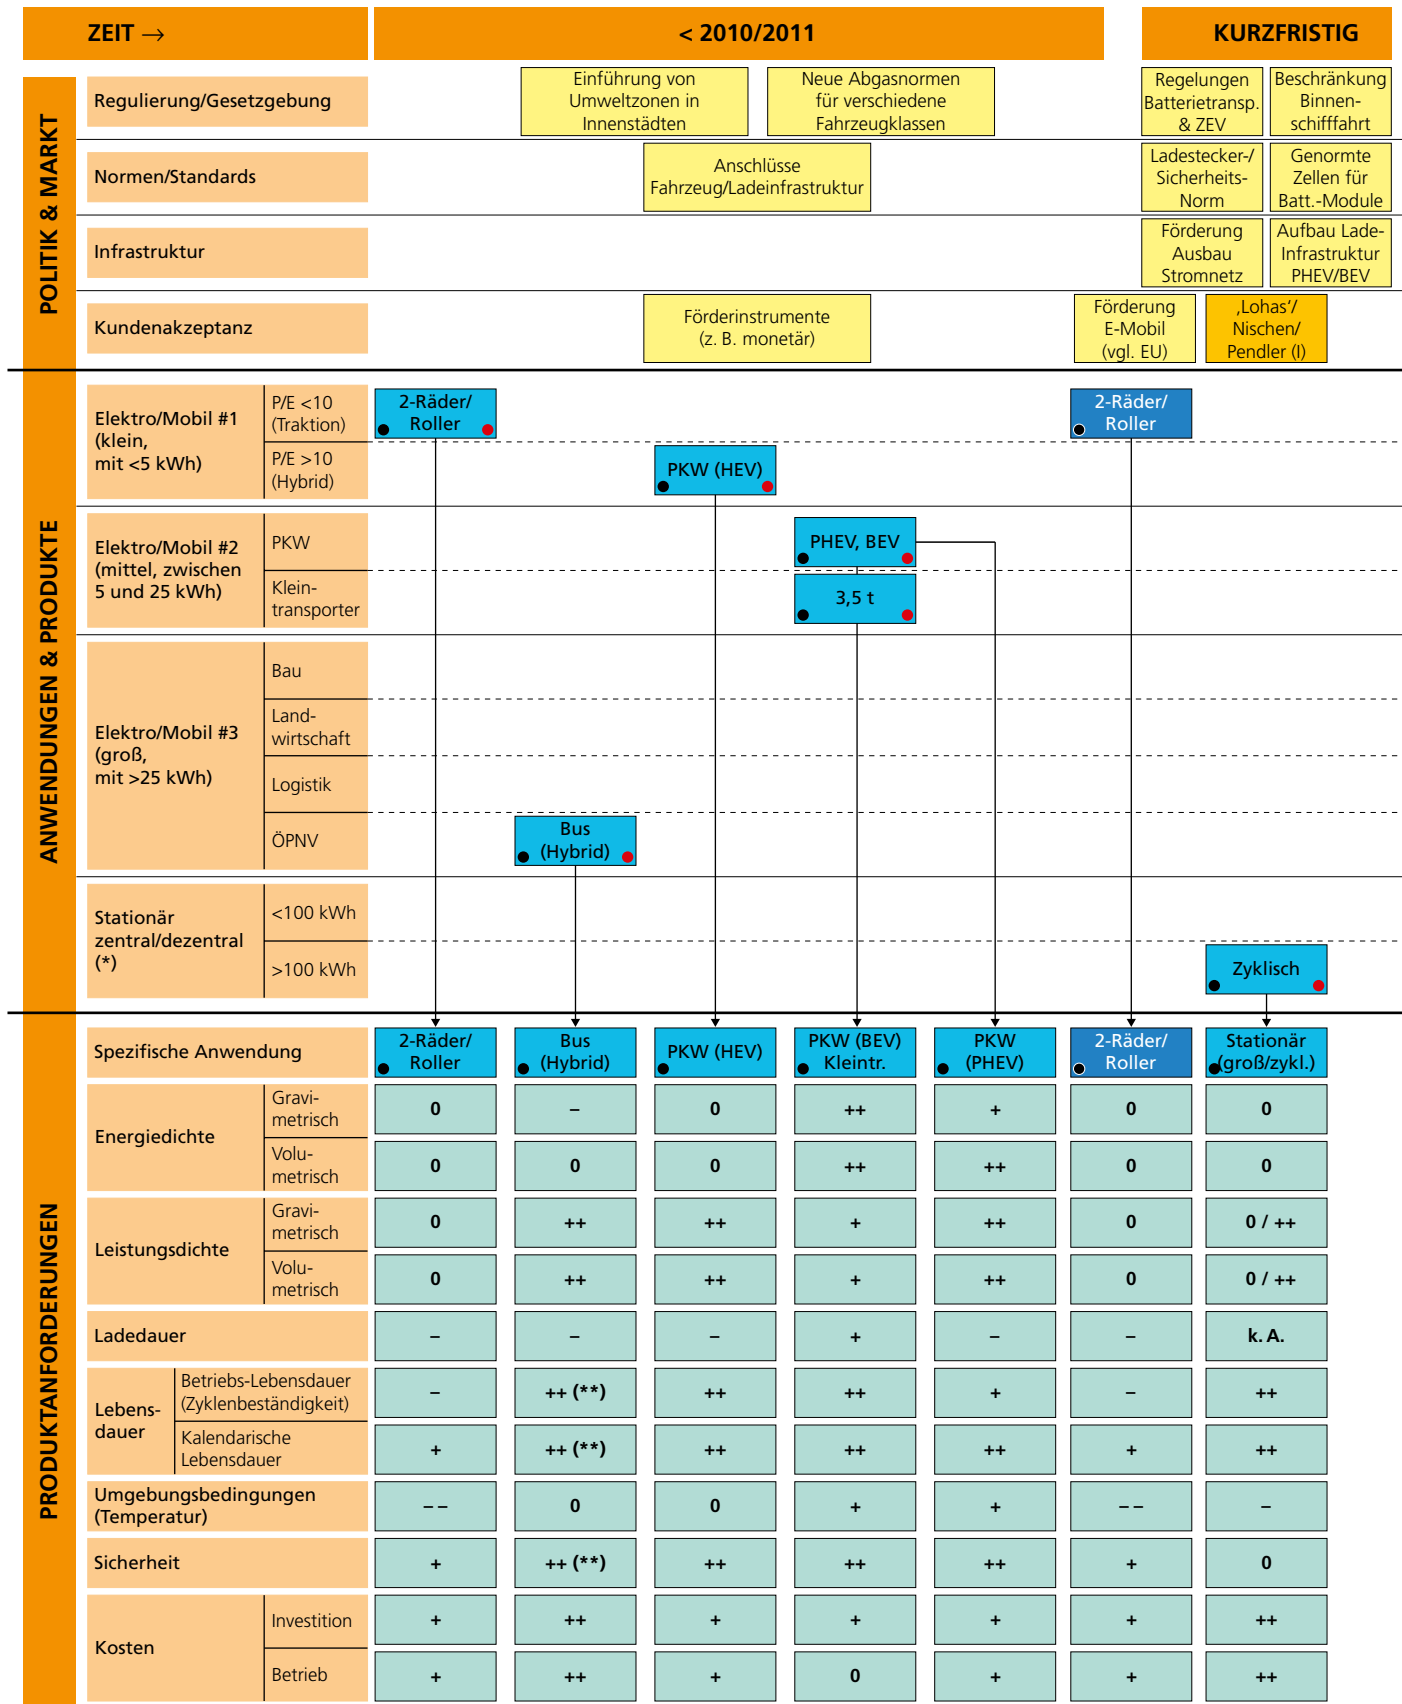 ZEIT →
< 2010/2011
KURZFRISTIG
POLITIK & MARKT
Regulierung/Gesetzgebung
Einführung von
Umweltzonen in
Innenstädten
Neue Abgasnormen
für verschiedene
Fahrzeugklassen
Regelungen
Batterietransp.
& ZEV
Beschränkung
Binnen-
schifffahrt
Normen/Standards
Anschlüsse
Fahrzeug/Ladeinfrastruktur
Ladestecker-/
Sicherheits-
Norm
Genormte
Zellen für
Batt.-Module
Infrastruktur
Förderung
Ausbau
Stromnetz
Aufbau Lade-
Infrastruktur
PHEV/BEV
Kundenakzeptanz
Förderinstrumente
(z. B. monetär)
Förderung
E-Mobil
(vgl. EU)
‚Lohas‘/
Nischen/
Pendler (I)
ANWENDUNGEN & PRODUKTE
Elektro/Mobil #1
(klein,
mit <5 kWh)
P/E <10
(Traktion)
2-Räder/
Roller
2-Räder/
Roller
P/E >10
(Hybrid)
PKW (HEV)
Elektro/Mobil #2
(mittel, zwischen
5 und 25 kWh)
PKW
PHEV, BEV
Klein-
transporter
3,5 t
Elektro/Mobil #3
(groß,
mit >25 kWh)
Bau
Land-
wirtschaft
Logistik
ÖPNV
Bus
(Hybrid)
Stationär
zentral/dezentral
(*)
<100 kWh
>100 kWh
Zyklisch
PRODUKTANFORDERUNGEN
Spezifische Anwendung
2-Räder/
Roller
Bus
(Hybrid)
PKW (HEV)
PKW (BEV)
Kleintr.
PKW
(PHEV)
2-Räder/
Roller
Stationär
(groß/zykl.)
Energiedichte
Gravi-
metrisch
0 – 0 ++ + 0 0
Volu-
metrisch
0 0 0 ++ ++ 0 0
Leistungsdichte
Gravi-
metrisch
0 ++ ++ + ++ 0 0 / ++
Volu-
metrisch
0 ++ ++ + ++ 0 0 / ++
Ladedauer
– – – + – – k. A.
Lebens-
dauer
Betriebs-Lebensdauer
(Zyklenbeständigkeit)
– ++ (**) ++ ++ + – ++
Kalendarische
Lebensdauer
+ ++ (**) ++ ++ ++ + ++
Umgebungsbedingungen
(Temperatur)
– – 0 0 + + – – –
Sicherheit
+ ++ (**) ++ ++ ++ + 0
Kosten
Investition
+ ++ + + + + ++
Betrieb
+ ++ + 0 + + ++